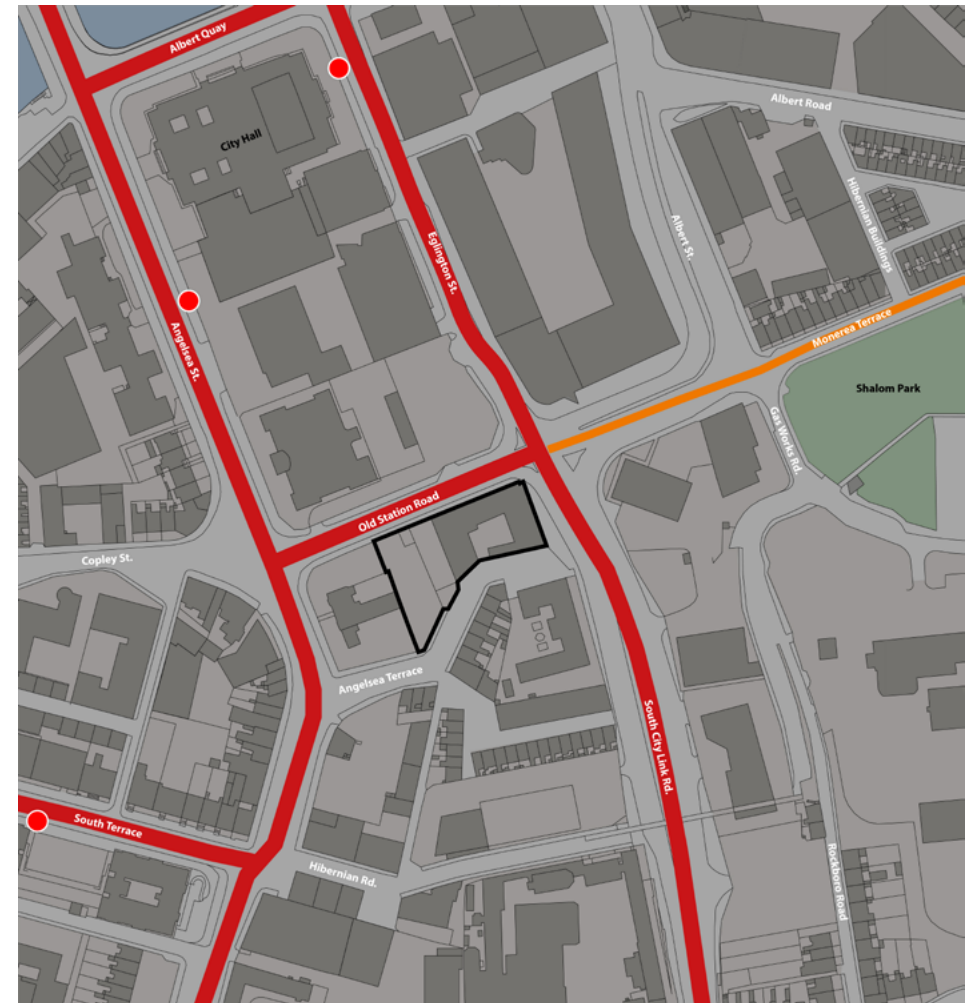 Albert Quay
City Hall
Albert Road
Hibernian Buildings
Eglington St.
Albert St.
Angelsea St.
Monerea Terrace
Shalom Park
Gas Works Rd.
Old Station Road
Copley St.
Angelsea Terrace
South City Link Rd.
South Terrace
Hibernian Rd.
Rockboro Road